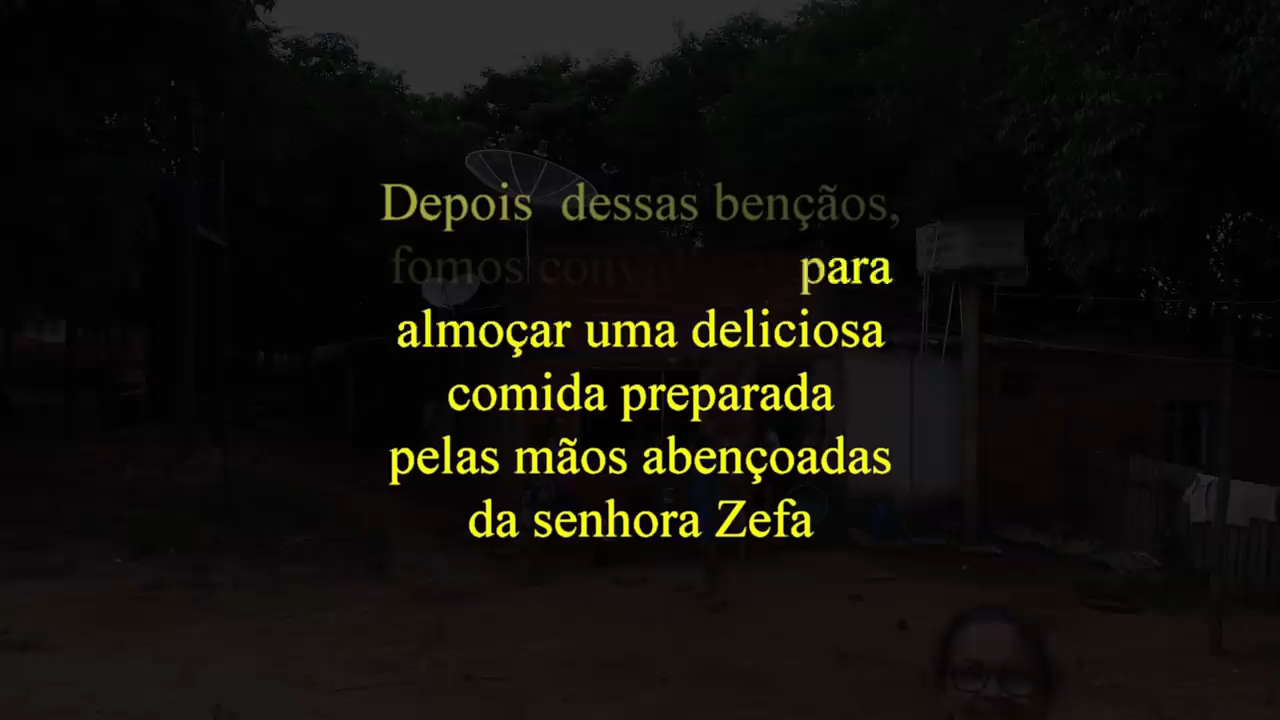 Depois dessas bençãos,
fomos para
almoçar uma deliciosa
comida preparada
pelas mãos abençoadas
da senhora Zefa